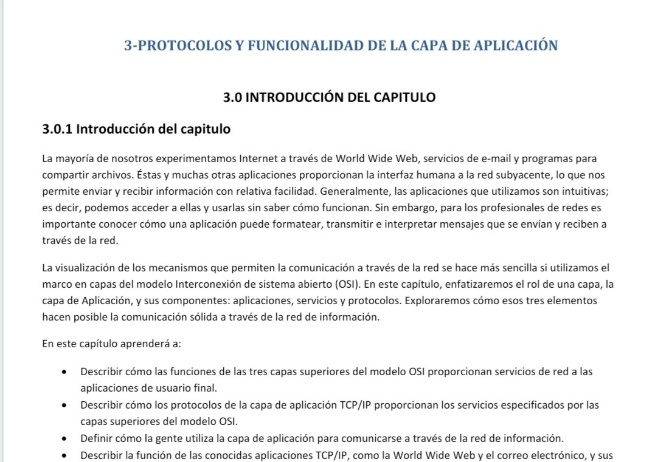 3-PROTOCOLOS Y FUNCIONALIDAD DE LA CAPA DE APLICACIÓN
3.0 INTRODUCCIÓN DEL CAPITULO
3.0.1 Introducción del capitulo
La mayoría de nosotros experimentamos Internet a través de World Wide Web, servicios de e-mail y programas para
compartir archivos. Éstas y muchas otras aplicaciones proporcionan la interfaz humana a la red subyacente, lo que nos
permite enviar y recibir información con relativa facilidad. Generalmente, las aplicaciones que utilizamos son intuitivas;
es decir, podemos acceder a ellas y usarlas sin saber cómo funcionan. Sin embargo, para los profesionales de redes es
importante conocer cómo una aplicación puede formatear, transmitir e interpretar mensajes que se envían y reciben a
través de la red.
La visualización de los mecanismos que permiten la comunicación a través de la red se hace más sencilla si utilizamos el
marco en capas del modelo Interconexión de sistema abierto (OSI). En este capítulo, enfatizaremos el rol de una capa, la
capa de Aplicación, y sus componentes: aplicaciones, servicios y protocolos. Exploraremos cómo esos tres elementos
hacen posible la comunicación sólida a través de la red de información.
En este capítulo aprenderá a:
• Describir cómo las funciones de las tres capas superiores del modelo OSI proporcionan servicios de red a las
aplicaciones de usuario final.
• Describir cómo los protocolos de la capa de aplicación TCP/IP proporcionan los servicios especificados por las
capas superiores del modelo OSI.
• Definir cómo la gente utiliza la capa de aplicación para comunicarse a través de la red de información.
• Describir la función de las conocidas aplicaciones TCP/IP, como la World Wide Web y el correo electrónico, y sus